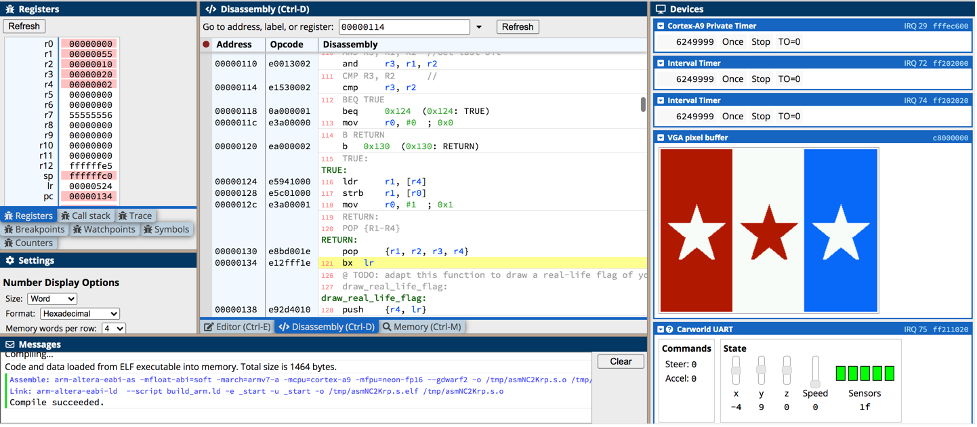 Registers
Refresh
r0 00000000
r1 00000055
r2 00000010
r3 00000020
r4 00000002
r5 00000000
r6 00000000
r7 55555556
r8 00000000
r9 00000000
r10 00000000
r11 00000000
r12 ffffffe5
sp ffffffc0
lr 00000524
pc 00000134
Registers Call stack Trace
Breakpoints Watchpoints Symbols
Counters
Settings
Number Display Options
Size: Word
Format: Hexadecimal
Memory words per row: 4
Disassembly (Ctrl-D)
Go to address, label, or register: 00000114 Refresh
Address Opcode Disassembly
00000110 e0013002 and r3, r1, r2
111 CMP R3, R2 //
00000114 e1530002 cmp r3, r2
112 BEQ TRUE
00000118 0a000001 beq 0x124 (0x124: TRUE)
0000011c e3a00000 113 mov r0, #0 ; 0x0
114 B RETURN
00000120 ea000002 b 0x130 (0x130: RETURN)
115 TRUE:
TRUE:
00000124 e5941000 116 ldr r1, [r4]
00000128 e5c01000 117 strb r1, [r0]
0000012c e3a00001 118 mov r0, #1 ; 0x1
119 RETURN:
120 POP {R1-R4}
RETURN:
00000130 e8bd001e pop {r1, r2, r3, r4}
00000134 e12fff1e 121 bx lr
126 @ TODO: adapt this function to draw a real-life flag of yo
127 draw_real_life_flag:
draw_real_life_flag:
00000138 e92d4010 128 push {r4, lr}
Editor (Ctrl-E) Disassembly (Ctrl-D) Memory (Ctrl-M)
Messages
Compiling...
Clear
Code and data loaded from ELF executable into memory. Total size is 1464 bytes.
Assemble: arm-altera-eabi-as -mfloat-abi=soft -march=armv7-a -mcpu=cortex-a9 -mfpu=neon-fp16 --gdwarf2 -o /tmp/asmNC2Krp.s.o /tmp/
Link: arm-altera-eabi-ld --script build_arm.ld -e _start -u _start -o /tmp/asmNC2Krp.s.elf /tmp/asmNC2Krp.s.o
Compile succeeded.
Devices
Cortex-A9 Private Timer IRQ 29 fffec600
6249999 Once Stop TO=0
Interval Timer IRQ 72 ff202000
6249999 Once Stop TO=0
Interval Timer IRQ 74 ff202020
6249999 Once Stop TO=0
VGA pixel buffer c8000000
Carworld UART IRQ 75 ff211020
Commands State
Steer: 0
Accel: 0
x y z Speed Sensors
-4 9 0 0 1f